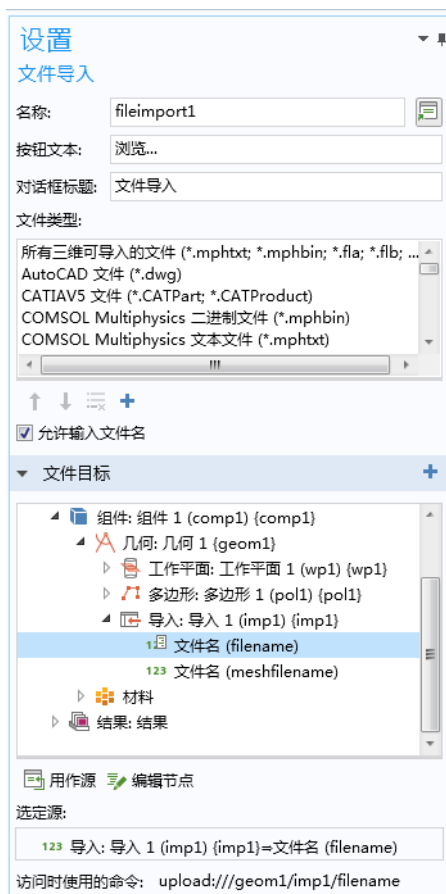 设置
文件导入
名称: fileimport1
按钮文本: 浏览...
对话框标题: 文件导入
文件类型:
所有三维可导入的文件 (*.mphtxt; *.mphbin; *.fla; *.flb; ...
AutoCAD 文件 (*.dwg)
CATIAV5 文件 (*.CATPart; *.CATProduct)
COMSOL Multiphysics 二进制文件 (*.mphbin)
COMSOL Multiphysics 文本文件 (*.mphtxt)
允许输入文件名
文件目标
组件: 组件 1 (comp1) {comp1}
几何: 几何 1 {geom1}
工作平面: 工作平面 1 (wp1) {wp1}
多边形: 多边形 1 (pol1) {pol1}
导入: 导入 1 (imp1) {imp1}
文件名 (filename)
123 文件名 (meshfilename)
材料
结果: 结果
用作源 编辑节点
选定源:
123 导入: 导入 1 (imp1) {imp1}⇒文件名 (filename)
访问时使用的命令: upload:///geom1/imp1/filename